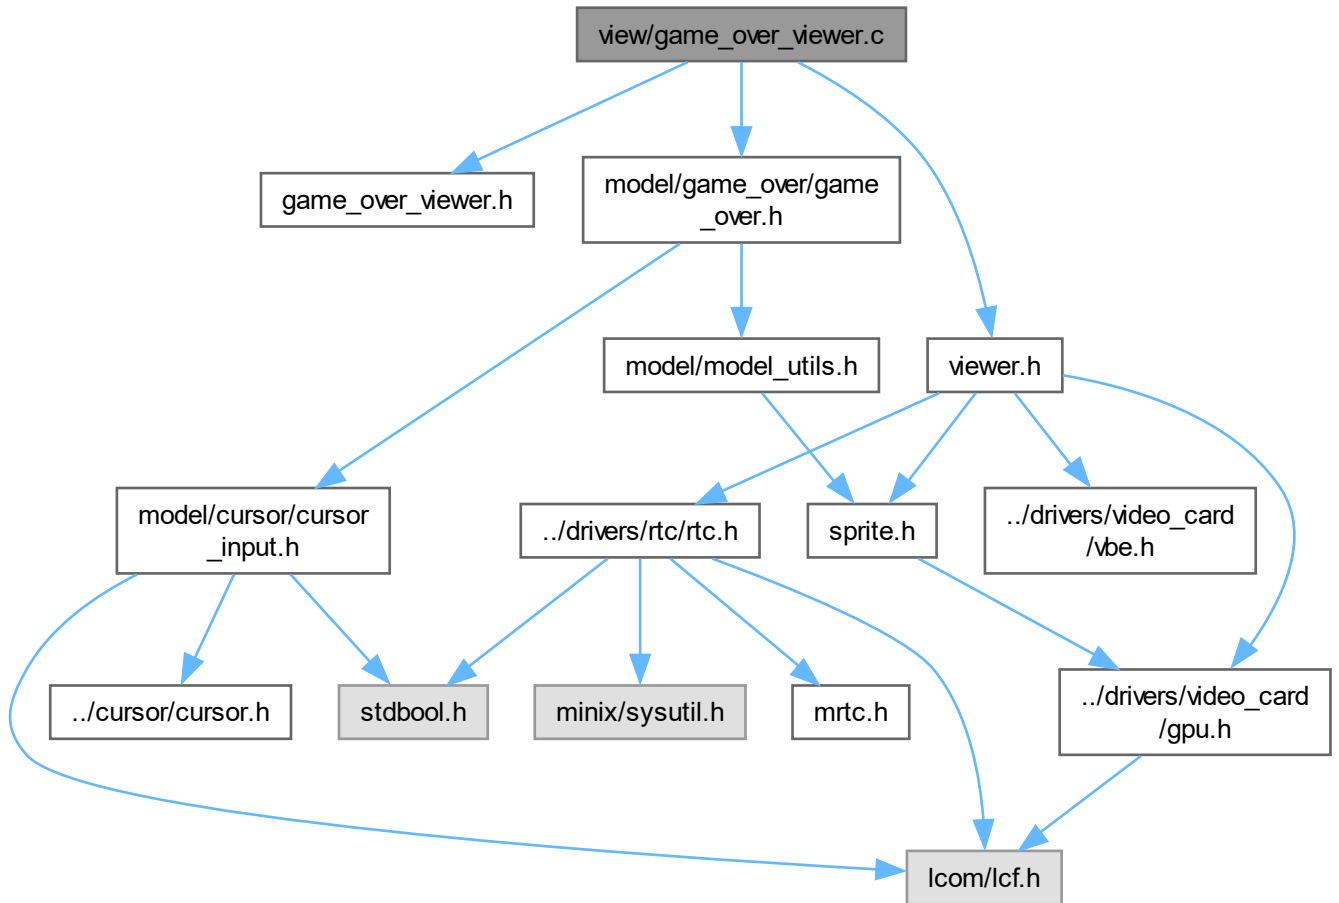 view/game_over_viewer.c
game_over_viewer.h
model/game_over/game
_over.h
model/model_utils.h
viewer.h
model/cursor/cursor
_input.h
../drivers/rtc/rtc.h
sprite.h
../drivers/video_card
/vbe.h
../cursor/cursor.h
stdbool.h
minix/sysutil.h
mrtc.h
../drivers/video_card
/gpu.h
lcom/lcf.h